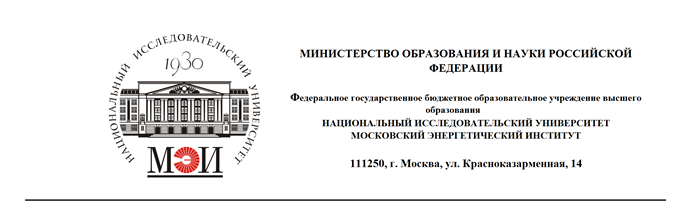 НАЦИОНАЛЬНЫЙ ИССЛЕДОВАТЕЛЬСКИЙ УНИВЕРСИТЕТ
1930
МЭИ
МИНИСТЕРСТВО ОБРАЗОВАНИЯ И НАУКИ РОССИЙСКОЙ
ФЕДЕРАЦИИ
Федеральное государственное бюджетное образовательное учреждение высшего
образования
НАЦИОНАЛЬНЫЙ ИССЛЕДОВАТЕЛЬСКИЙ УНИВЕРСИТЕТ
МОСКОВСКИЙ ЭНЕРГЕТИЧЕСКИЙ ИНСТИТУТ
111250, г. Москва, ул. Красноказарменная, 14